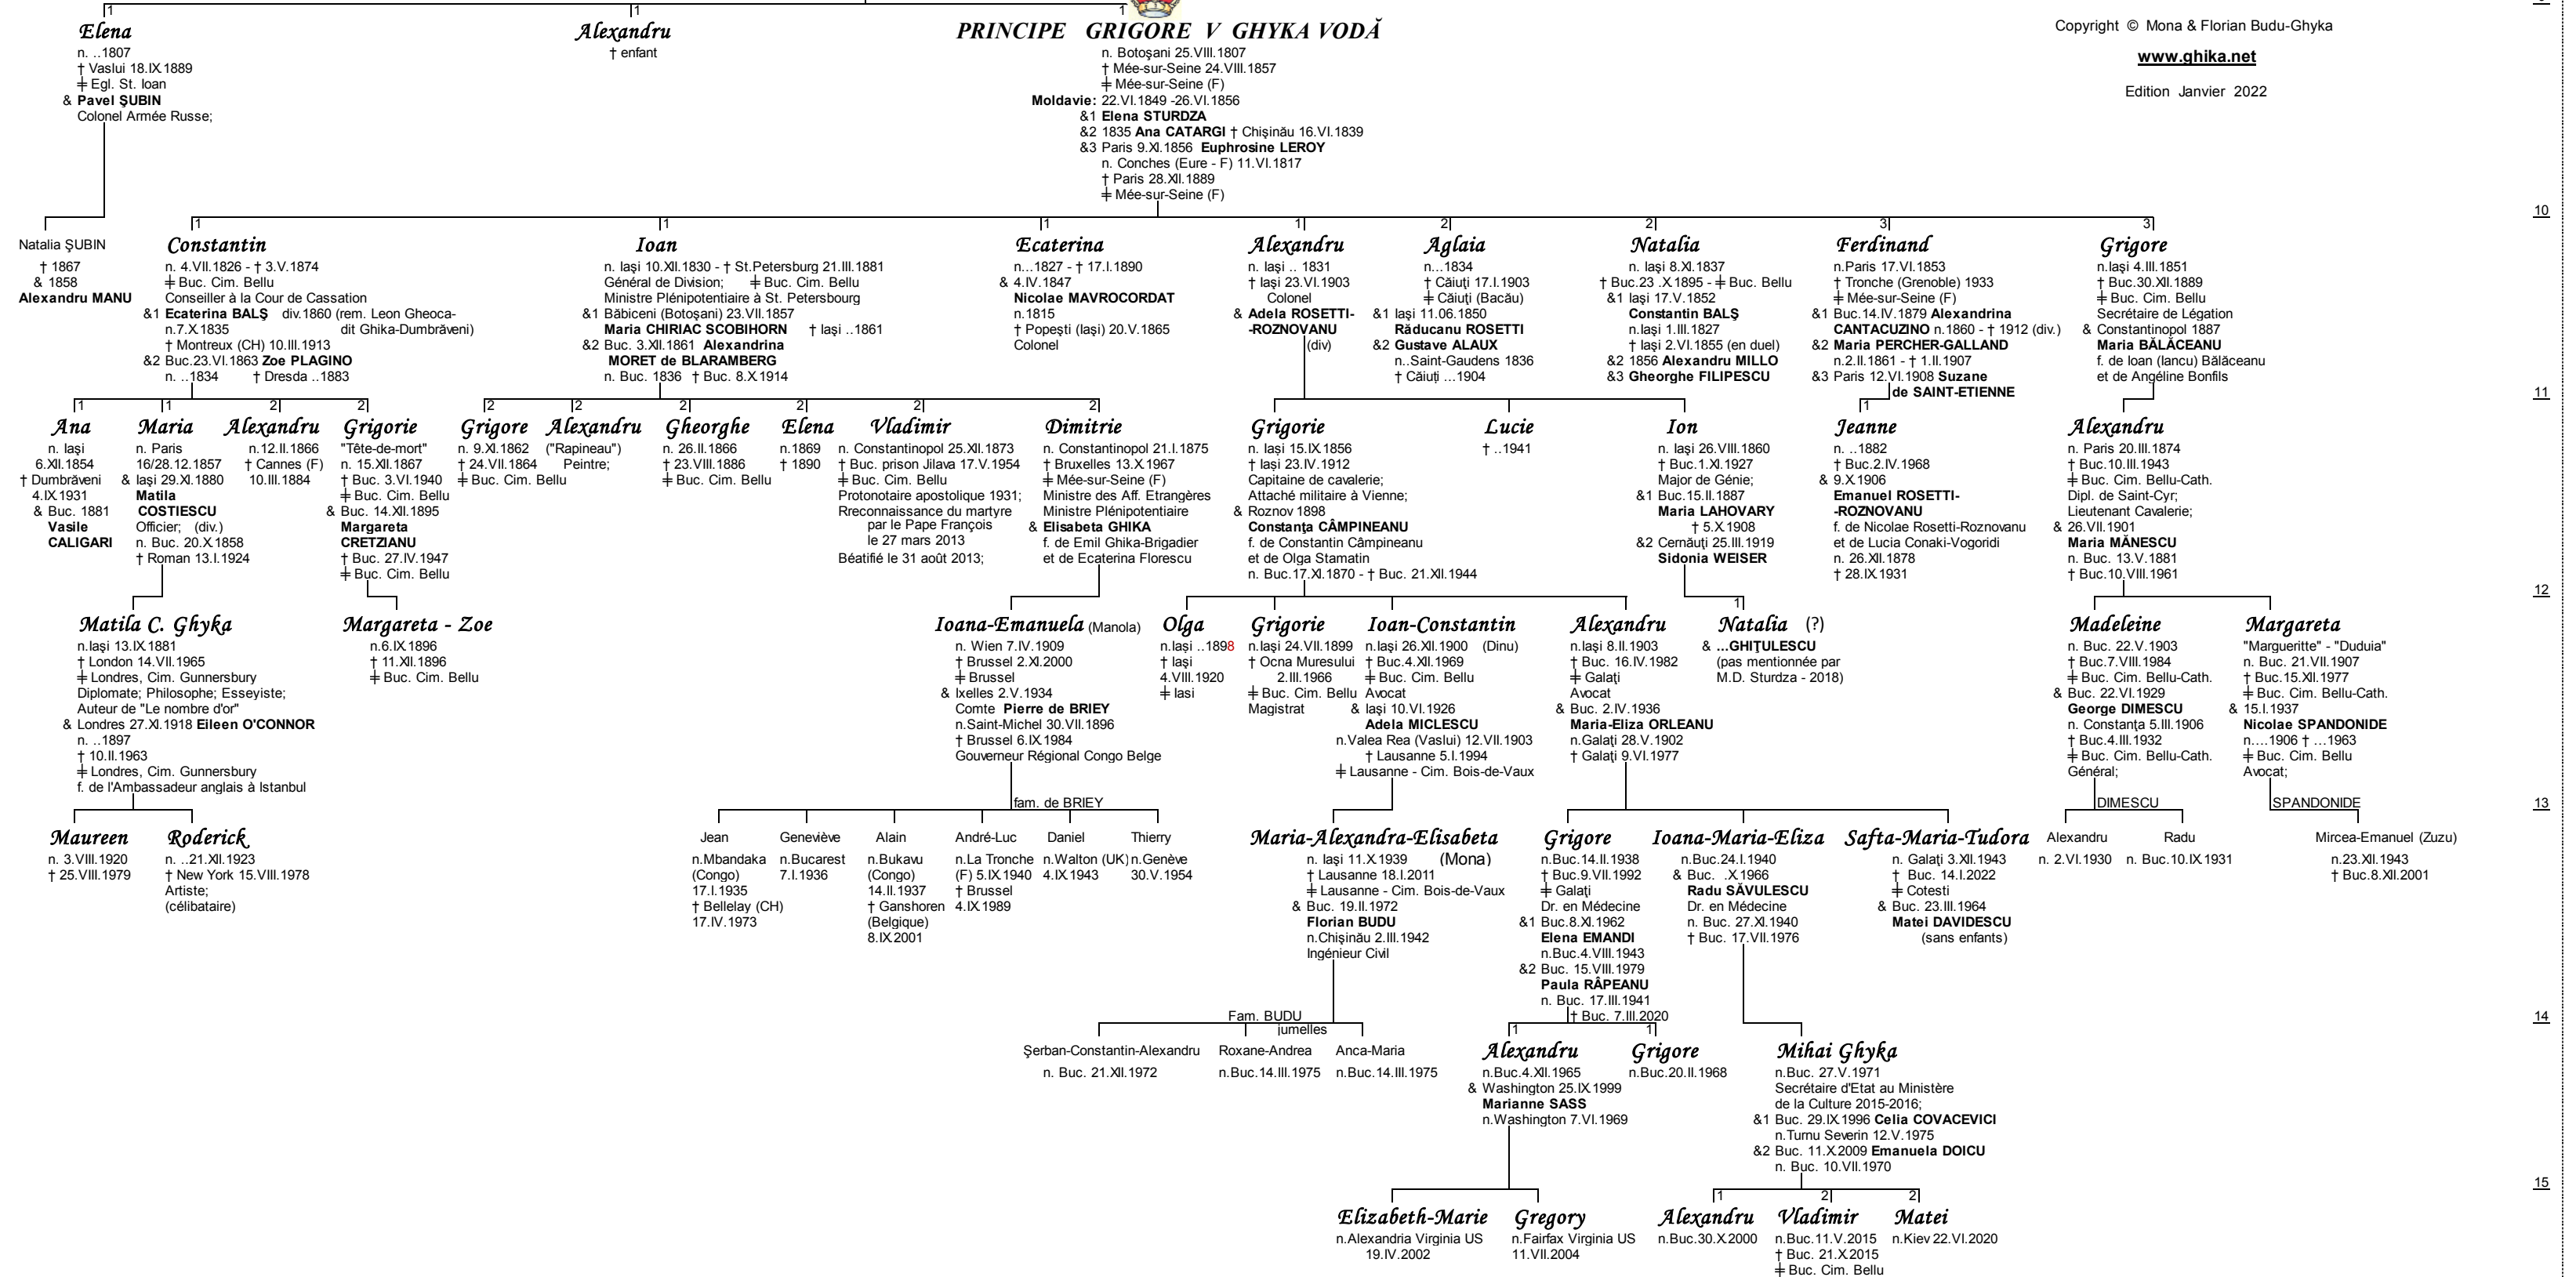 1
1
1
9
Elena
n. ..1807
† Vaslui 18.IX.1889
ǂ Egl. St. Ioan
& Pavel ŞUBIN
Colonel Armée Russe;
Alexandru
† enfant
PRINCIPE GRIGORE V GHYKA VODĂ
n. Botoşani 25.VIII.1807
† Mée-sur-Seine 24.VIII.1857
ǂ Mée-sur-Seine (F)
Moldavie: 22.VI.1849 -26.VI.1856
&1 Elena STURDZA
&2 1835 Ana CATARGI † Chişinău 16.VI.1839
&3 Paris 9.XI.1856 Euphrosine LEROY
n. Conches (Eure - F) 11.VI.1817
† Paris 28.XII.1889
ǂ Mée-sur-Seine (F)
Copyright © Mona & Florian Budu-Ghyka
www.ghika.net
Edition Janvier 2022
10
Natalia ŞUBIN
† 1867
& 1858
Alexandru MANU
1
Constantin
n. 4.VII.1826 - † 3.V.1874
ǂ Buc. Cim. Bellu
Conseiller à la Cour de Cassation
&1 Ecaterina BALŞ div.1860 (rem. Leon Gheoca-
n.7.X.1835 dit Ghika-Dumbrăveni)
† Montreux (CH) 10.III.1913
&2 Buc.23.VI.1863 Zoe PLAGINO
n. ..1834 † Dresda ..1883
1
Ioan
n. Iaşi 10.XII.1830 - † St.Petersburg 21.III.1881
Général de Division; ǂ Buc. Cim. Bellu
Ministre Plénipotentiaire à St. Petersbourg
&1 Băbiceni (Botoşani) 23.VII.1857
Maria CHIRIAC SCOBIHORN † Iaşi ..1861
&2 Buc. 3.XII.1861 Alexandrina
MORET de BLARAMBERG
n. Buc. 1836 † Buc. 8.X.1914
1
Ecaterina
n...1827 - † 17.I.1890
& 4.IV.1847
Nicolae MAVROCORDAT
n.1815
† Popeşti (Iaşi) 20.V.1865
Colonel
1
Alexandru
n. Iaşi .. 1831
† Iaşi 23.VI.1903
Colonel
& Adela ROSETTI-
-ROZNOVANU
(div)
2
Aglaia
n...1834
† Căiuţi 17.I.1903
ǂ Căiuţi (Bacău)
&1 Iaşi 11.06.1850
Răducanu ROSETTI
&2 Gustave ALAUX
n..Saint-Gaudens 1836
† Căiuţi ...1904
2
Natalia
n. Iaşi 8.XI.1837
† Buc.23 .X.1895 - ǂ Buc. Bellu
&1 Iaşi 17.V.1852
Constantin BALŞ
n.Iaşi 1.III.1827
† Iaşi 2.VI.1855 (en duel)
&2 1856 Alexandru MILLO
&3 Gheorghe FILIPESCU
3
Ferdinand
n.Paris 17.VI.1853
† Tronche (Grenoble) 1933
ǂ Mée-sur-Seine (F)
&1 Buc.14.IV.1879 Alexandrina
CANTACUZINO n.1860 - † 1912 (div.)
&2 Maria PERCHER-GALLAND
n.2.II.1861 - † 1.II.1907
&3 Paris 12.VI.1908 Suzane
de SAINT-ETIENNE
3
Grigore
n.Iaşi 4.III.1851
† Buc.30.XII.1889
ǂ Buc. Cim. Bellu
Secrétaire de Légation
& Constantinopol 1887
Maria BĂLĂCEANU
f. de Ioan (Iancu) Bălăceanu
et de Angéline Bonfils
11
1
Ana
n. Iaşi
6.XII.1854
† Dumbrăveni
4.IX.1931
& Buc. 1881
Vasile
CALIGARI
1
Maria
n. Paris
16/28.12.1857
& Iaşi 29.XI.1880
Matila
COSTIESCU
Officier; (div.)
n. Buc. 20.X.1858
† Roman 13.I.1924
2
Alexandru
n.12.II.1866
† Cannes (F)
10.III.1884
2
Grigorie
"Tête-de-mort"
n. 15.XII.1867
† Buc. 3.VI.1940
ǂ Buc. Cim. Bellu
& Buc. 14.XII.1895
Margareta
CRETZIANU
† Buc. 27.IV.1947
ǂ Buc. Cim. Bellu
2
Grigore
n. 9.XI.1862
† 24.VII.1864
ǂ Buc. Cim. Bellu
2
Alexandru
("Rapineau")
Peintre;
2
Gheorghe
n. 26.II.1866
† 23.VIII.1886
ǂ Buc. Cim. Bellu
2
Elena
n.1869
† 1890
2
Vladimir
n. Constantinopol 25.XII.1873
† Buc. prison Jilava 17.V.1954
ǂ Buc. Cim. Bellu
Protonotaire apostolique 1931;
Rreconnaissance du martyre
par le Pape François
le 27 mars 2013
Béatifié le 31 août 2013;
2
Dimitrie
n. Constantinopol 21.I.1875
† Bruxelles 13.X.1967
ǂ Mée-sur-Seine (F)
Ministre des Aff. Etrangères
Ministre Plénipotentiaire
& Elisabeta GHIKA
f. de Emil Ghika-Brigadier
et de Ecaterina Florescu
Grigorie
n. Iaşi 15.IX.1856
† Iaşi 23.IV.1912
Capitaine de cavalerie;
Attaché militaire à Vienne;
& Roznov 1898
Constanţa CÂMPINEANU
f. de Constantin Câmpineanu
et de Olga Stamatin
n. Buc.17.XI.1870 - † Buc. 21.XII.1944
Lucie
† ..1941
Ion
n. Iaşi 26.VIII.1860
† Buc.1.XI.1927
Major de Génie;
&1 Buc.15.II.1887
Maria LAHOVARY
† 5.X.1908
&2 Cernăuţi 25.III.1919
Sidonia WEISER
1
Jeanne
n. ..1882
† Buc.2.IV.1968
& 9.X.1906
Emanuel ROSETTI-
-ROZNOVANU
f. de Nicolae Rosetti-Roznovanu
et de Lucia Conaki-Vogoridi
n. 26.XII.1878
† 28.IX.1931
Alexandru
n. Paris 20.III.1874
† Buc.10.III.1943
ǂ Buc. Cim. Bellu-Cath.
Dipl. de Saint-Cyr;
Lieutenant Cavalerie;
& 26.VII.1901
Maria MĂNESCU
n. Buc. 13.V.1881
† Buc.10.VIII.1961
12
Matila C. Ghyka
n.Iaşi 13.IX.1881
† London 14.VII.1965
ǂ Londres, Cim. Gunnersbury
Diplomate; Philosophe; Esseyiste;
Auteur de "Le nombre d'or"
& Londres 27.XI.1918 Eileen O'CONNOR
n. ..1897
† 10.II.1963
ǂ Londres, Cim. Gunnersbury
f. de l'Ambassadeur anglais à Istanbul
Margareta - Zoe
n.6.IX.1896
† 11.XII.1896
ǂ Buc. Cim. Bellu
Ioana-Emanuela (Manola)
n. Wien 7.IV.1909
† Brussel 2.XI.2000
ǂ Brussel
& Ixelles 2.V.1934
Comte Pierre de BRIEY
n.Saint-Michel 30.VII.1896
† Brussel 6.IX.1984
Gouverneur Régional Congo Belge
Olga
n.Iaşi ..1898
† Iaşi
4.VIII.1920
ǂ Iasi
Grigorie
n.Iaşi 24.VII.1899
† Ocna Muresului
2.III.1966
ǂ Buc. Cim. Bellu
Magistrat
Ioan-Constantin
n.Iaşi 26.XII.1900 (Dinu)
† Buc.4.XII.1969
ǂ Buc. Cim. Bellu
Avocat
& Iaşi 10.VI.1926
Adela MICLESCU
n.Valea Rea (Vaslui) 12.VII.1903
† Lausanne 5.I.1994
ǂ Lausanne - Cim. Bois-de-Vaux
Alexandru
n.Iaşi 8.II.1903
† Buc. 16.IV.1982
ǂ Galaţi
Avocat
& Buc. 2.IV.1936
Maria-Eliza ORLEANU
n.Galaţi 28.V.1902
† Galaţi 9.VI.1977
1
Natalia (?)
& ...GHIŢULESCU
(pas mentionnée par
M.D. Sturdza - 2018)
Madeleine
n. Buc. 22.V.1903
† Buc.7.VIII.1984
ǂ Buc. Cim. Bellu-Cath.
& Buc. 22.VI.1929
George DIMESCU
n. Constanţa 5.III.1906
† Buc.4.III.1932
ǂ Buc. Cim. Bellu-Cath.
Général;
Margareta
"Margueritte" - "Duduia"
n. Buc. 21.VII.1907
† Buc.15.XII.1977
ǂ Buc. Cim. Bellu-Cath.
& 15.I.1937
Nicolae SPANDONIDE
n....1906 † ...1963
ǂ Buc. Cim. Bellu
Avocat;
13
Maureen
n. 3.VIII.1920
† 25.VIII.1979
Roderick
n. ..21.XII.1923
† New York 15.VIII.1978
Artiste;
(célibataire)
fam. de BRIEY
Jean
n.Mbandaka
(Congo)
17.I.1935
† Bellelay (CH)
17.IV.1973
Geneviève
n.Bucarest
7.I.1936
Alain
n.Bukavu
(Congo)
14.II.1937
† Ganshoren
(Belgique)
8.IX.2001
André-Luc
n.La Tronche
(F) 5.IX.1940
† Brussel
4.IX.1989
Daniel
n.Walton (UK)
4.IX.1943
Thierry
n.Genève
30.V.1954
Maria-Alexandra-Elisabeta
n. Iaşi 11.X.1939 (Mona)
† Lausanne 18.I.2011
ǂ Lausanne - Cim. Bois-de-Vaux
& Buc. 19.II.1972
Florian BUDU
n.Chişinău 2.III.1942
Ingénieur Civil
Grigore
n.Buc.14.II.1938
† Buc.9.VII.1992
ǂ Galaţi
Dr. en Médecine
&1 Buc.8.XI.1962
Elena EMANDI
n.Buc.4.VIII.1943
&2 Buc. 15.VIII.1979
Paula RÂPEANU
n. Buc. 17.III.1941
† Buc. 7.III.2020
Ioana-Maria-Eliza
n.Buc.24.I.1940
& Buc. .X.1966
Radu SĂVULESCU
Dr. en Médecine
n. Buc. 27.XI.1940
† Buc. 17.VII.1976
Safta-Maria-Tudora
n. Galaţi 3.XII.1943
† Buc. 14.I.2022
ǂ Cotesti
& Buc. 23.III.1964
Matei DAVIDESCU
(sans enfants)
DIMESCU
Alexandru
n. 2.VI.1930
Radu
n. Buc.10.IX.1931
SPANDONIDE
Mircea-Emanuel (Zuzu)
n.23.XII.1943
† Buc.8.XII.2001
14
Fam. BUDU
jumelles
Şerban-Constantin-Alexandru
n. Buc. 21.XII.1972
Roxane-Andrea
n.Buc.14.III.1975
Anca-Maria
n.Buc.14.III.1975
1
Alexandru
n.Buc.4.XII.1965
& Washington 25.IX.1999
Marianne SASS
n.Washington 7.VI.1969
1
Grigore
n.Buc.20.II.1968
Mihai Ghyka
n.Buc. 27.V.1971
Secrétaire d'Etat au Ministère
de la Culture 2015-2016;
&1 Buc. 29.IX.1996 Celia COVACEVICI
n.Turnu Severin 12.V.1975
&2 Buc. 11.X.2009 Emanuela DOICU
n. Buc. 10.VII.1970
15
Elizabeth-Marie
n.Alexandria Virginia US
19.IV.2002
Gregory
n.Fairfax Virginia US
11.VII.2004
1
Alexandru
n.Buc.30.X.2000
2
Vladimir
n.Buc.11.V.2015
† Buc. 21.X.2015
ǂ Buc. Cim. Bellu
2
Matei
n.Kiev 22.VI.2020